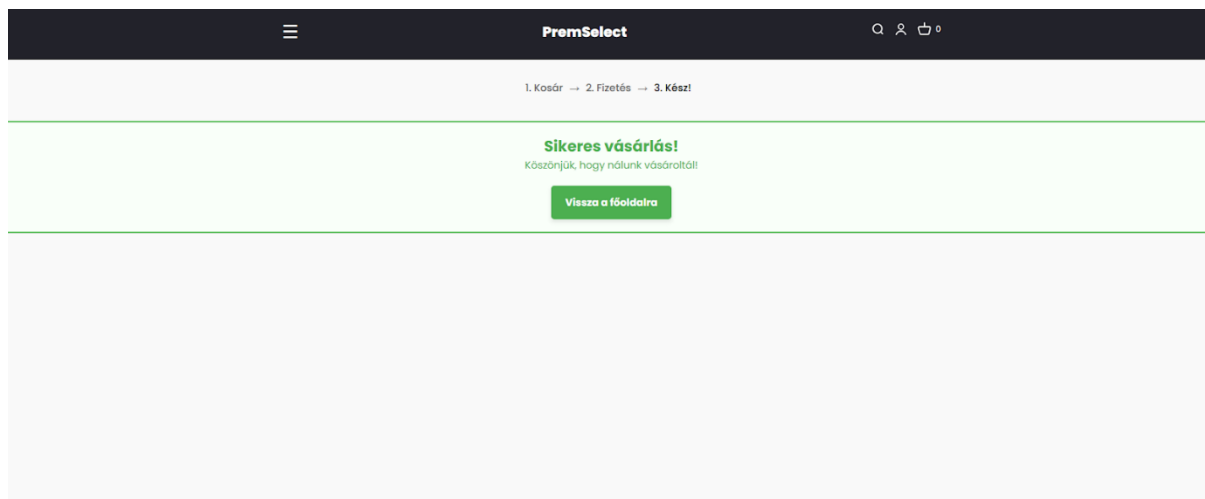 PremSelect
0
1. Kosár → 2. Fizetés → 3. Kész!
Sikeres vásárlás!
Köszönjük, hogy nálunk vásároltál!
Vissza a főoldalra